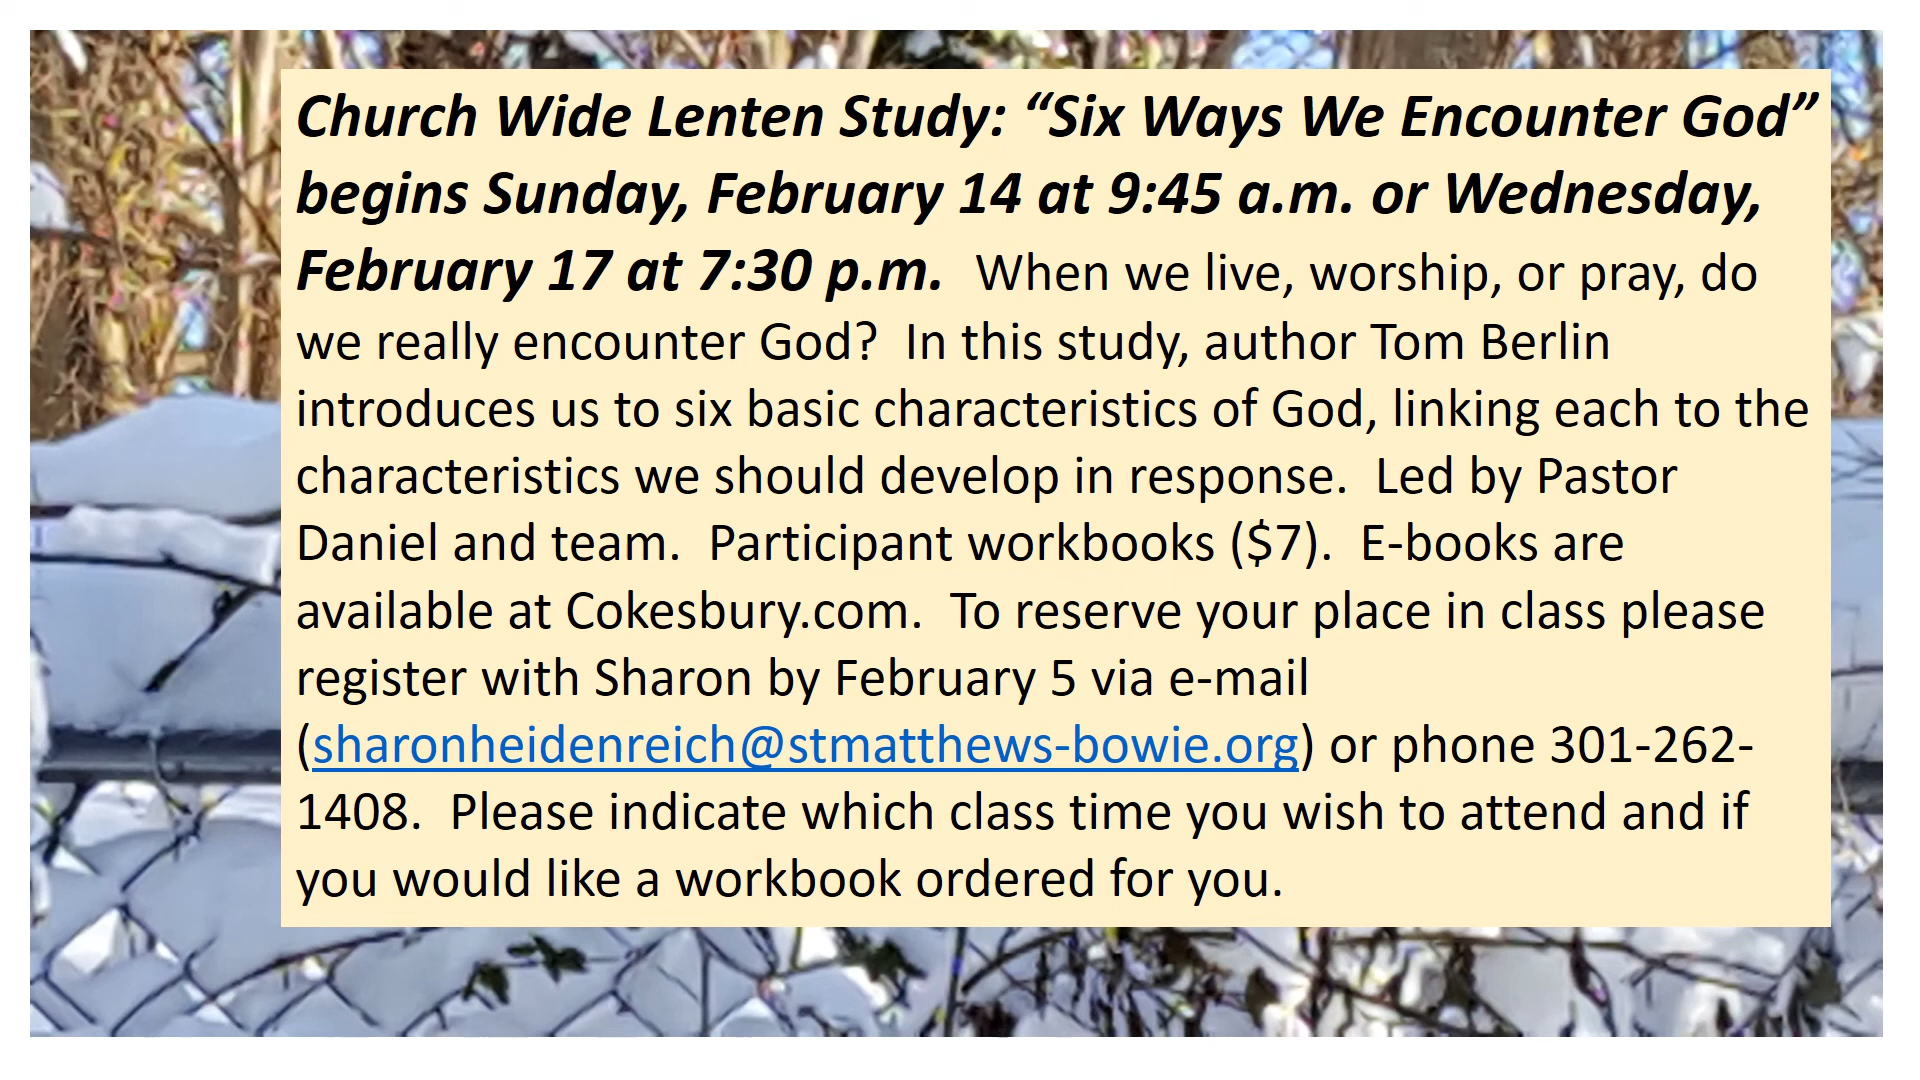 Church Wide Lenten Study: “Six Ways We Encounter God”
begins Sunday, February 14 at 9:45 a.m. or Wednesday,
February 17 at 7:30 p.m.  When we live, worship, or pray, do
we really encounter God?  In this study, author Tom Berlin
introduces us to six basic characteristics of God, linking each to the
characteristics we should develop in response.  Led by Pastor
Daniel and team.  Participant workbooks ($7).  E-books are
available at Cokesbury.com.  To reserve your place in class please
register with Sharon by February 5 via e-mail
(sharonheidenreich@stmatthews-bowie.org) or phone 301-262-
1408.  Please indicate which class time you wish to attend and if
you would like a workbook ordered for you.